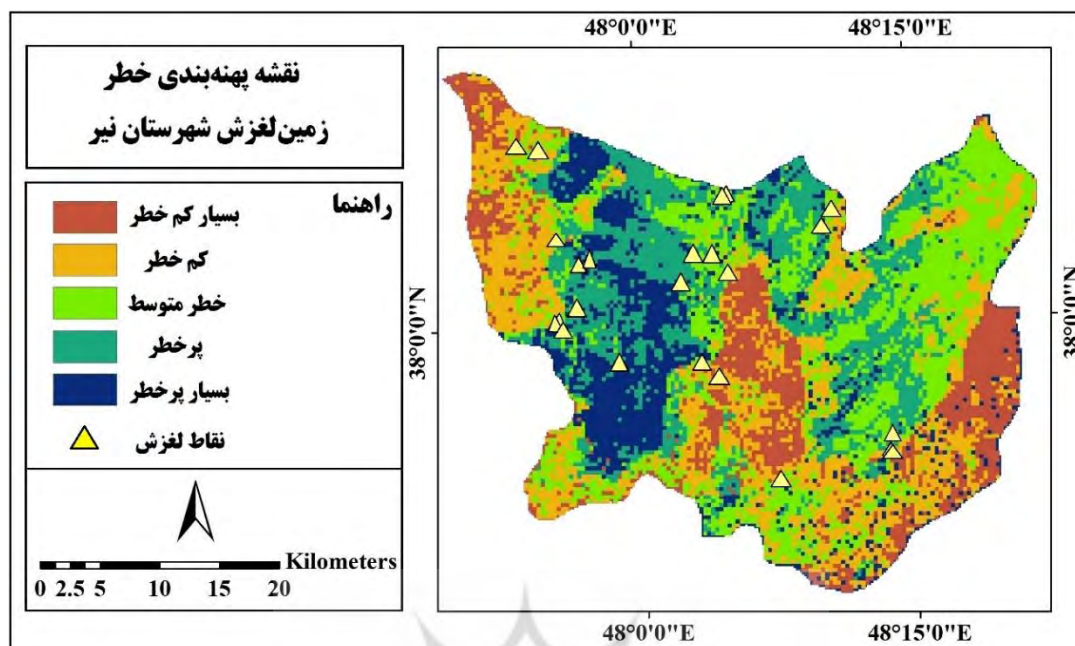 نقشه پهنه‌بندی خطر
زمین‌لغزش شهرستان نیر
راهنما
بسیار کم خطر
کم خطر
خطر متوسط
پرخطر
بسیار پرخطر
نقاط لغزش
Kilometers
0 2.5 5 10 15 20
48°0'0"E 48°15'0"E
38°0'0"N
38°0'0"N
48°0'0"E 48°15'0"E